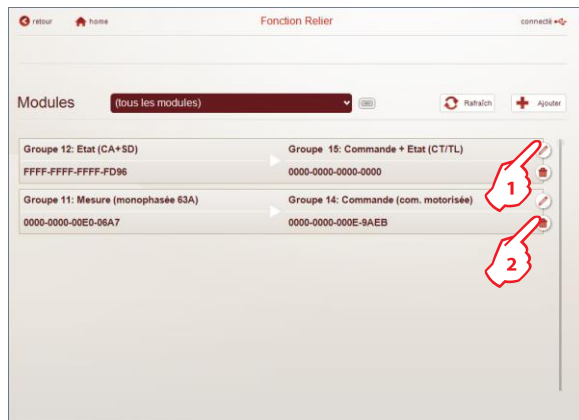 retour home Fonction Relier connecté
Modules (tous les modules) Rafraîch Ajouter
Groupe 12: Etat (CA+SD) Groupe 15: Commande + Etat (CT/TL)
FFFF-FFFF-FFFF-FD96 0000-0000-0000-0000
1
Groupe 11: Mesure (monophasée 63A) Groupe 14: Commande (com. motorisée)
0000-0000-00E0-06A7 0000-0000-000E-9AEB
2